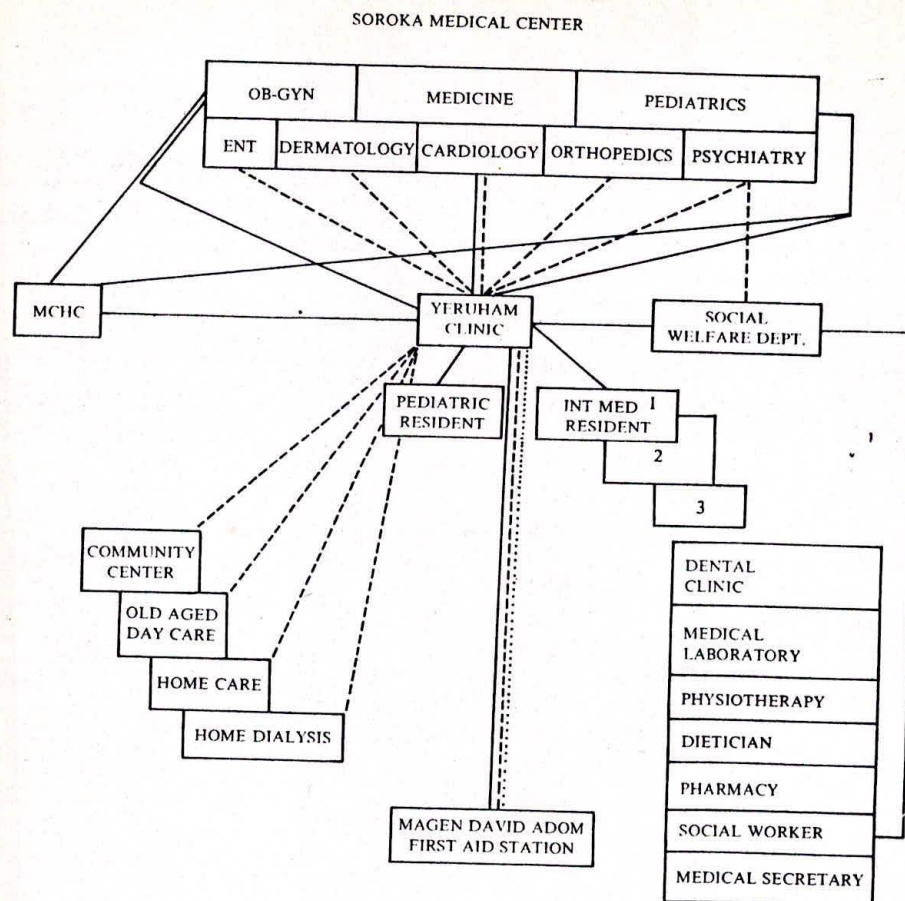 SOROKA MEDICAL CENTER
OB-GYN
MEDICINE
PEDIATRICS
ENT
DERMATOLOGY
CARDIOLOGY
ORTHOPEDICS
PSYCHIATRY
MCHC
YERUHAM
CLINIC
SOCIAL
WELFARE DEPT.
PEDIATRIC
RESIDENT
INT MED 1
RESIDENT
2
3
COMMUNITY
CENTER
OLD AGED
DAY CARE
HOME CARE
HOME DIALYSIS
MAGEN DAVID ADOM
FIRST AID STATION
DENTAL
CLINIC
MEDICAL
LABORATORY
PHYSIOTHERAPY
DIETICIAN
PHARMACY
SOCIAL WORKER
MEDICAL SECRETARY